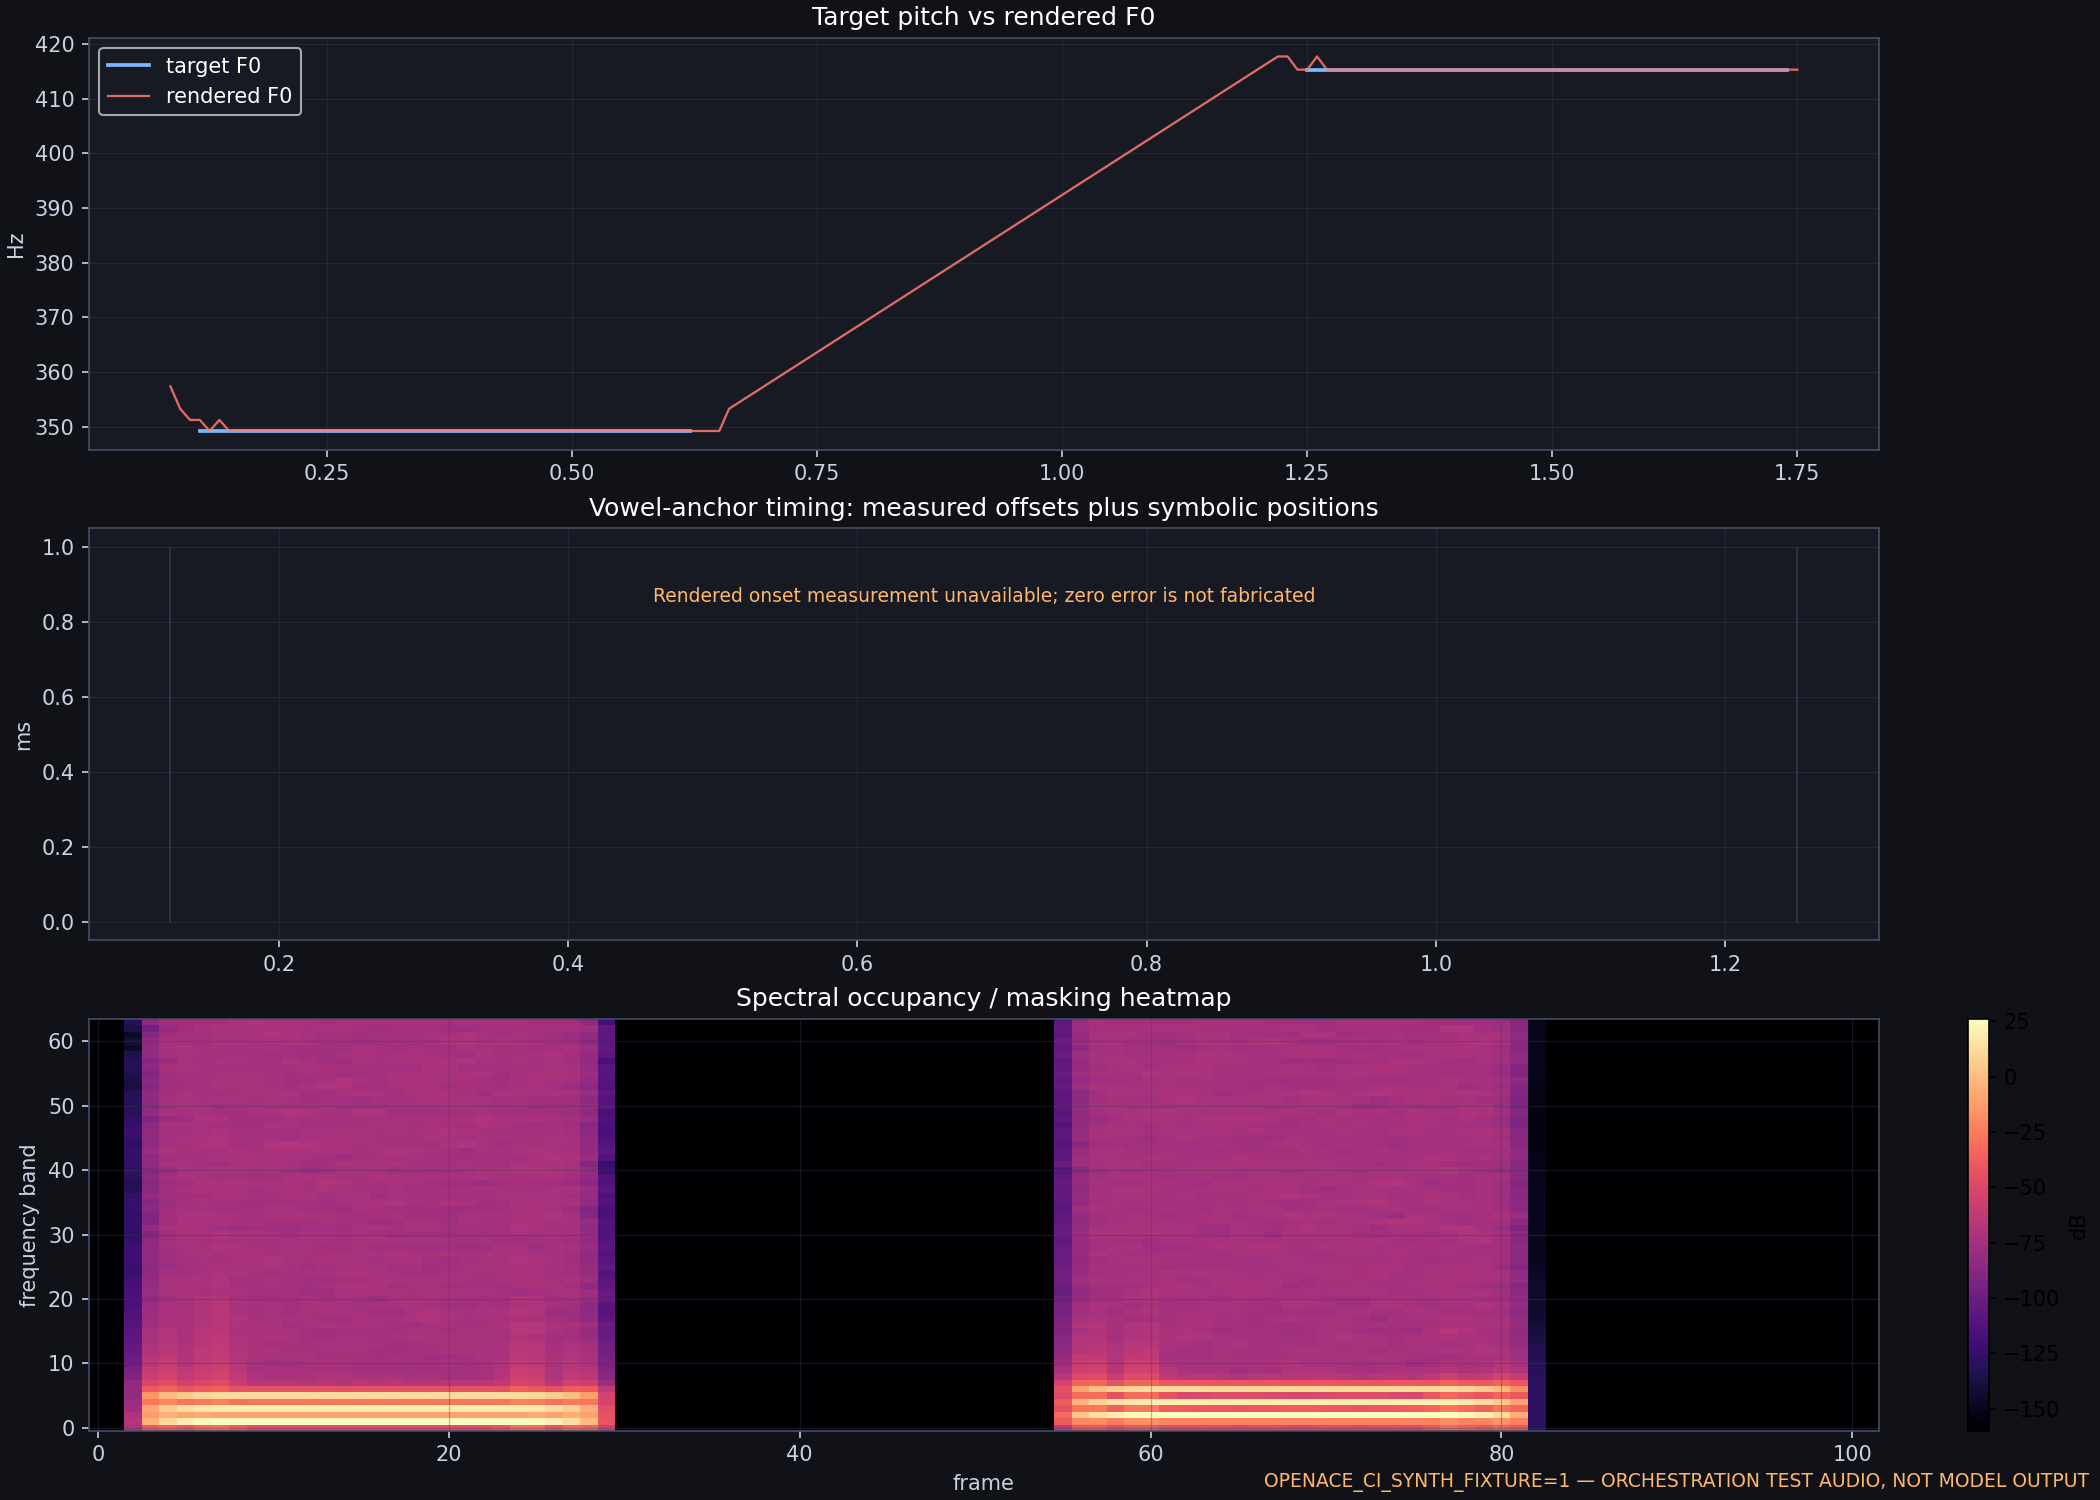 Target pitch vs rendered F0
420
410
400
390
380
370
360
350
Hz
target F0
rendered F0
0.25 0.50 0.75 1.00 1.25 1.50 1.75
Vowel-anchor timing: measured offsets plus symbolic positions
1.0
0.8
0.6
0.4
0.2
0.0
ms
Rendered onset measurement unavailable; zero error is not fabricated
0.2 0.4 0.6 0.8 1.0 1.2
Spectral occupancy / masking heatmap
60
50
40
30
20
10
0
frequency band
0 20 40 60 80 100
frame
25
0
−25
−50
−75
−100
−125
−150
dB
OPENACE_CI_SYNTH_FIXTURE=1 — ORCHESTRATION TEST AUDIO, NOT MODEL OUTPUT